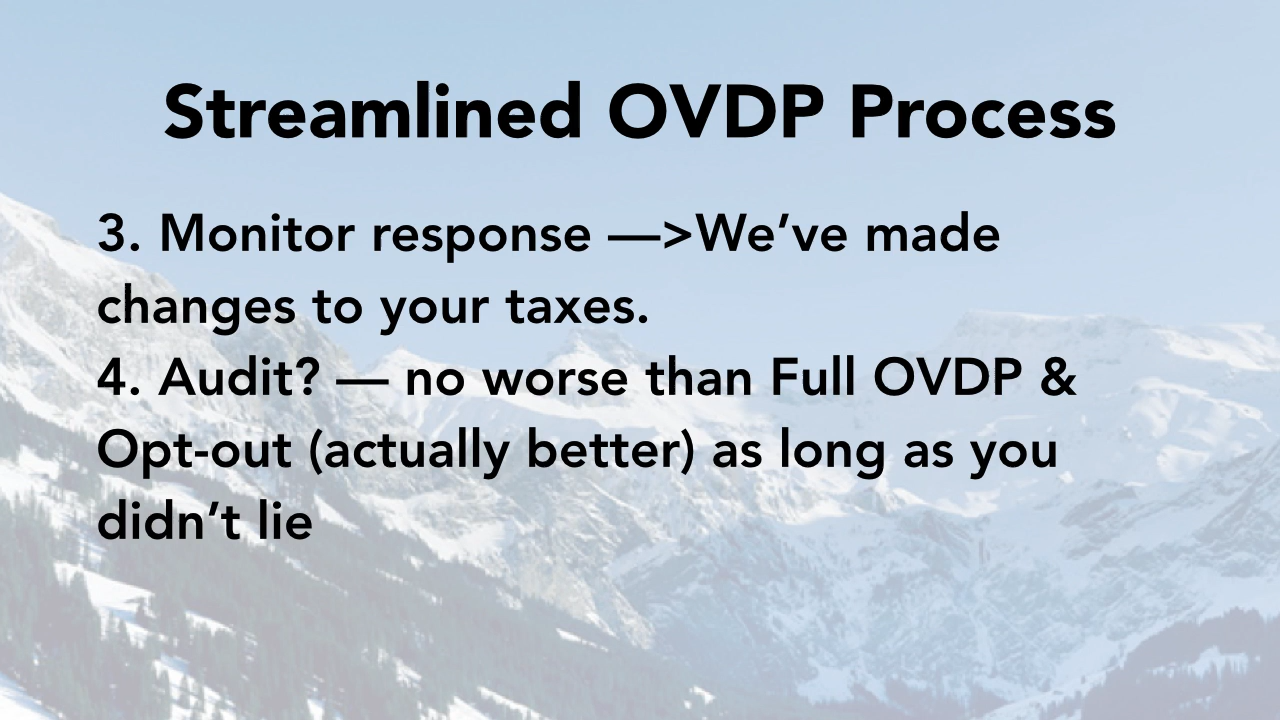 Streamlined OVDP Process
3. Monitor response —>We’ve made
changes to your taxes.
4. Audit? — no worse than Full OVDP &
Opt-out (actually better) as long as you
didn’t lie